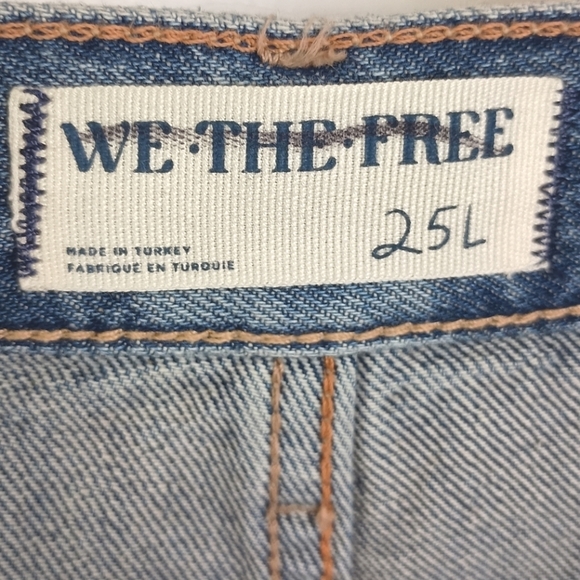 WE·THE·FREE
25L
MADE IN TURKEY
FABRIQUÉ EN TURQUIE